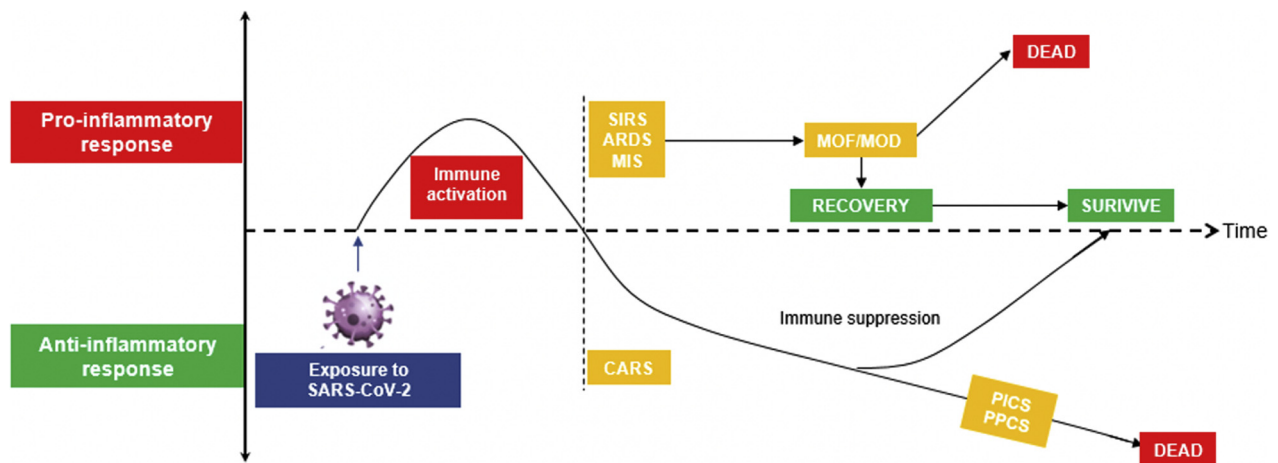 Pro-inflammatory
response
Immune
activation
SIRS
ARDS
MIS
MOF/MOD
DEAD
RECOVERY
SURIVIVE
Time
Anti-inflammatory
response
Exposure to
SARS-CoV-2
CARS
Immune suppression
PICS
PPCS
DEAD